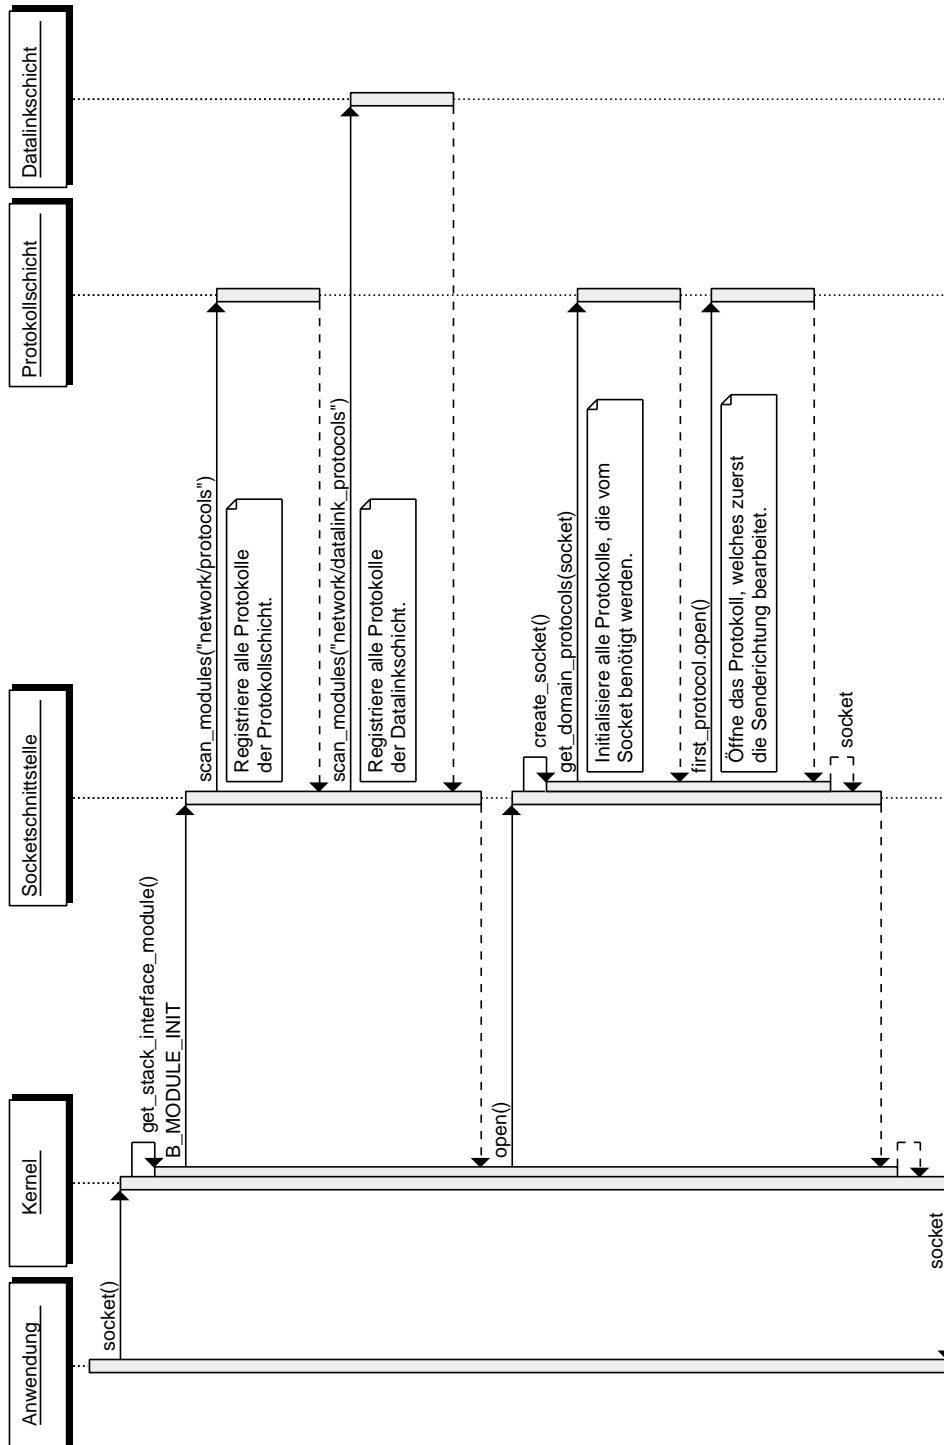 Anwendung
Kernel
Socketschnittstelle
Protokollschicht
Datalinkschicht
socket()
get_stack_interface_module()
B_MODULE_INIT
scan_modules("network/protocols")
Registriere alle Protokolle
der Protokollschicht.
scan_modules("network/datalink_protocols")
Registriere alle Protokolle
der Datalinkschicht.
open()
create_socket()
get_domain_protocols(socket)
Initialisiere alle Protokolle, die vom
Socket benötigt werden.
first_protocol.open()
Öffne das Protokoll, welches zuerst
die Senderichtung bearbeitet.
socket
socket